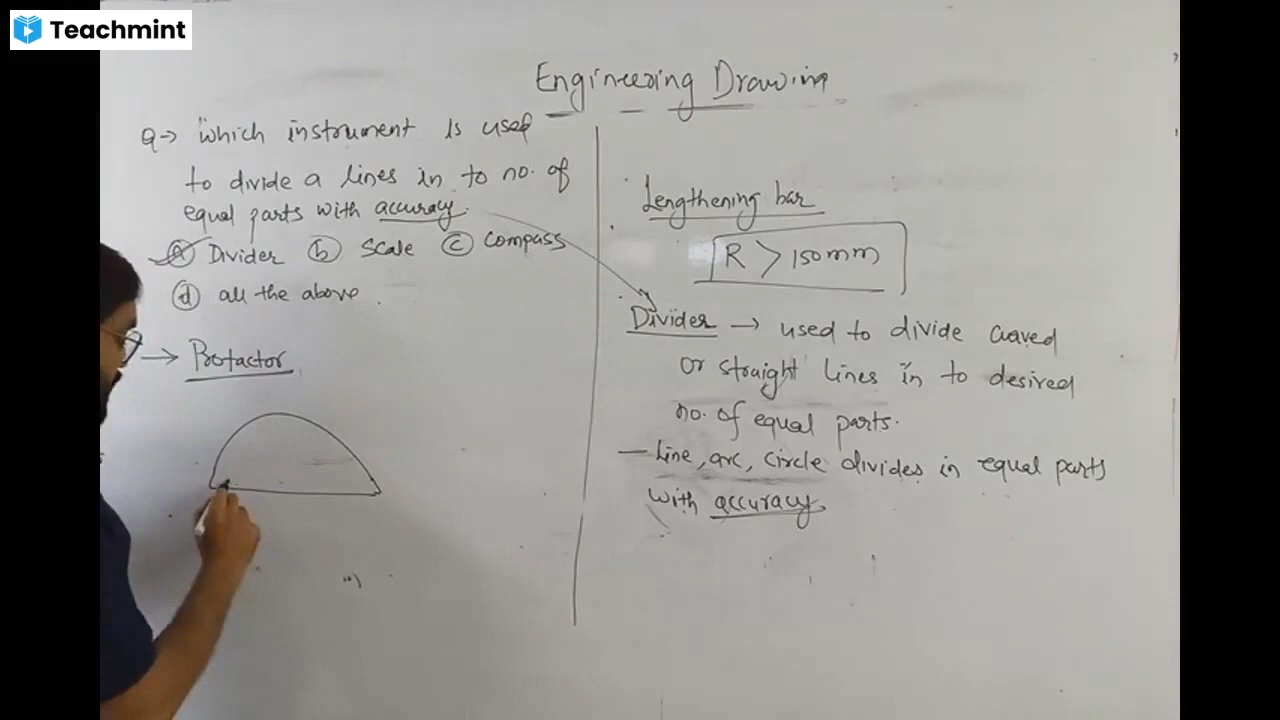 Teachmint
Engineering Drawing
Q→ which instrument is used
to divide a lines in to no. of
equal parts with accuracy.
(a) Divider (b) Scale (c) Compass
(d) all the above.
→ Protactor
Lengthening bar
R > 150mm
Divider → used to divide curved
or straight lines in to desired
no. of equal parts.
– Line, arc, circle divides in equal parts
with accuracy.